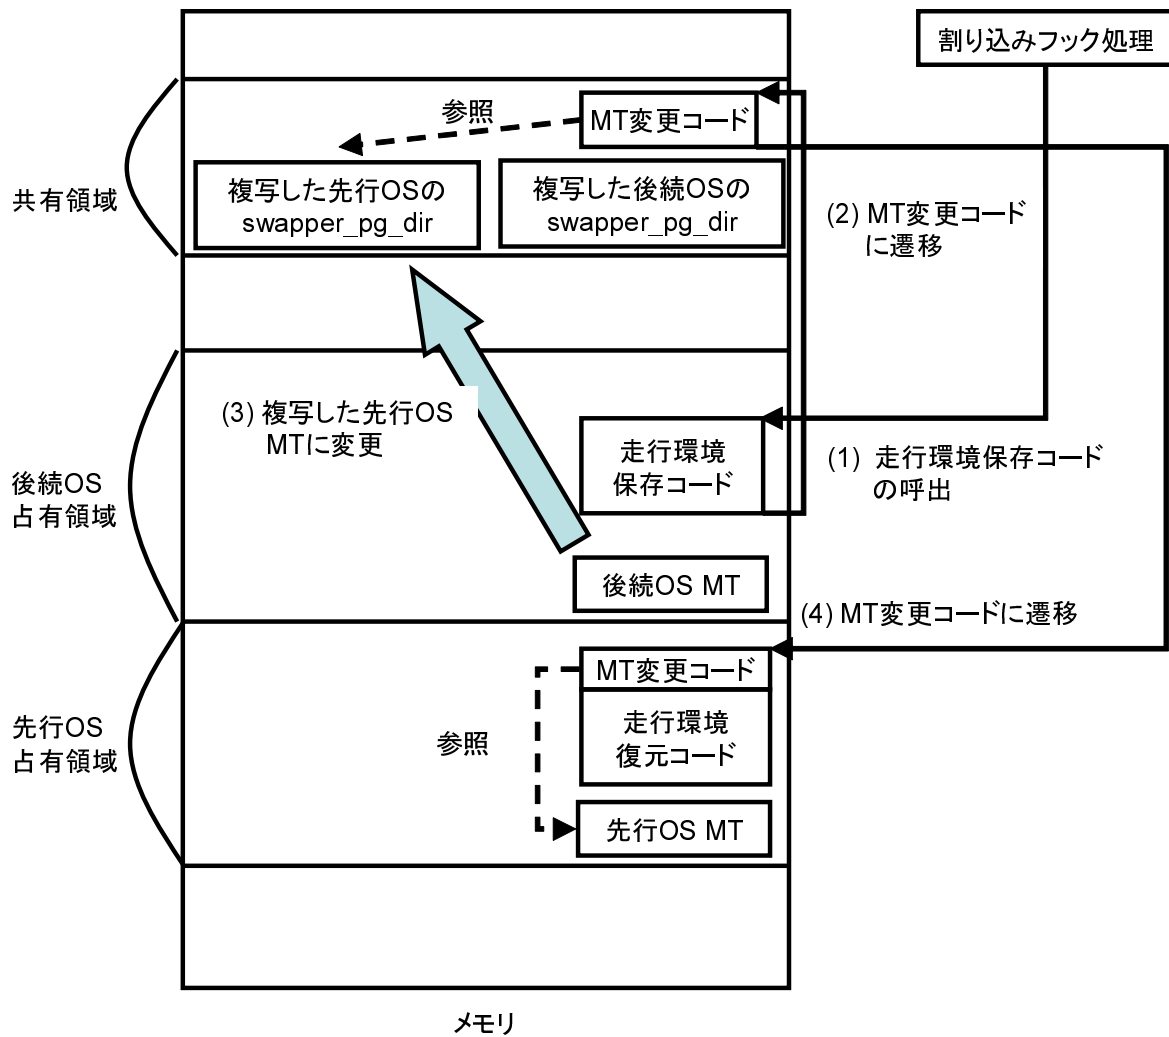 割り込みフック処理
参照
MT変更コード
複写した先行OSの
swapper_pg_dir
複写した後続OSの
swapper_pg_dir
共有領域
(2) MT変更コード
に遷移
(3) 複写した先行OS
MTに変更
走行環境
保存コード
(1) 走行環境保存コード
の呼出
後続OS
占有領域
後続OS MT
(4) MT変更コードに遷移
MT変更コード
走行環境
復元コード
参照
先行OS
占有領域
先行OS MT
メモリ